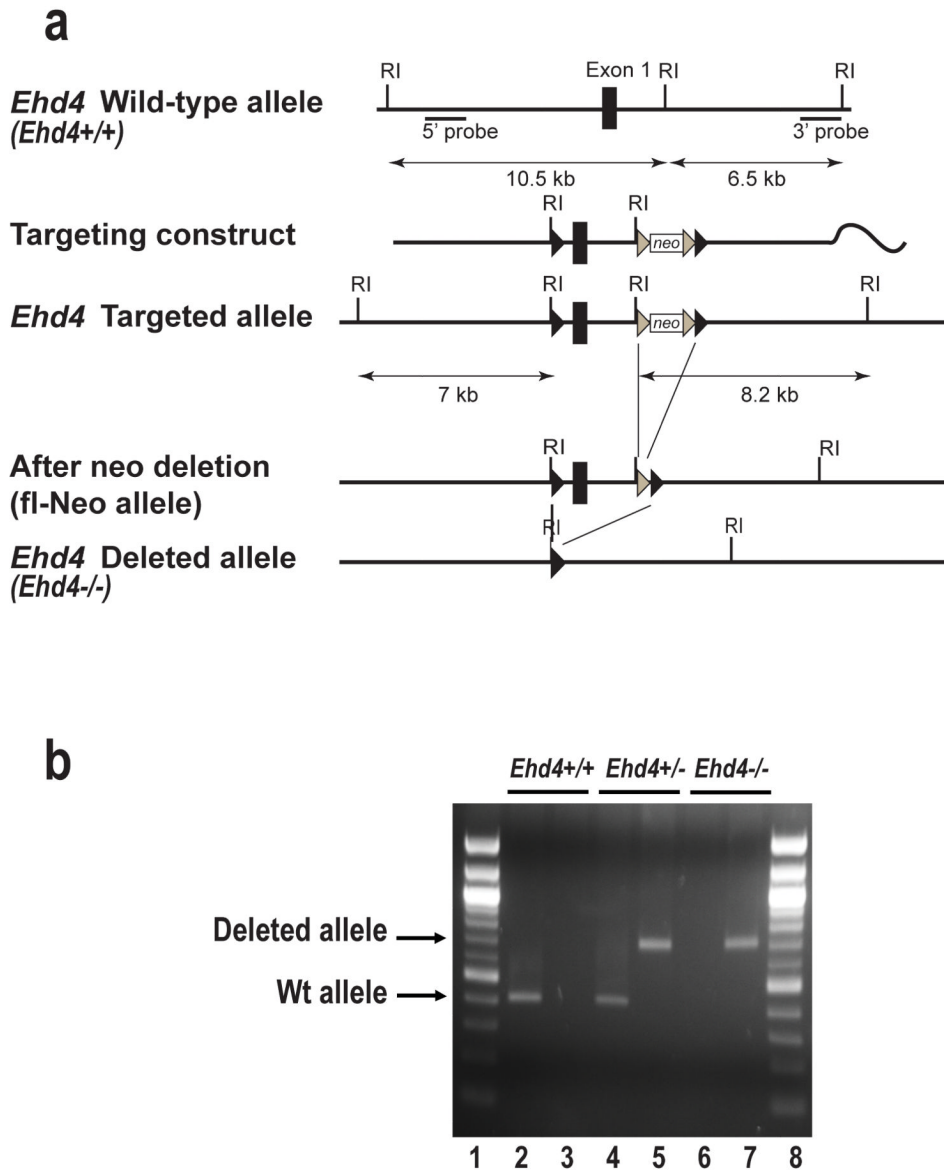 a
RI Exon 1 RI RI
Ehd4 Wild-type allele
(Ehd4+/+)
5' probe 3' probe
10.5 kb 6.5 kb
RI RI
Targeting construct
neo
RI RI RI RI
Ehd4 Targeted allele
neo
7 kb 8.2 kb
After neo deletion
(fl-Neo allele)
RI RI RI
Ehd4 Deleted allele
(Ehd4-/-)
RI RI
b
Ehd4+/+ Ehd4+/- Ehd4-/-
Deleted allele
Wt allele
1 2 3 4 5 6 7 8